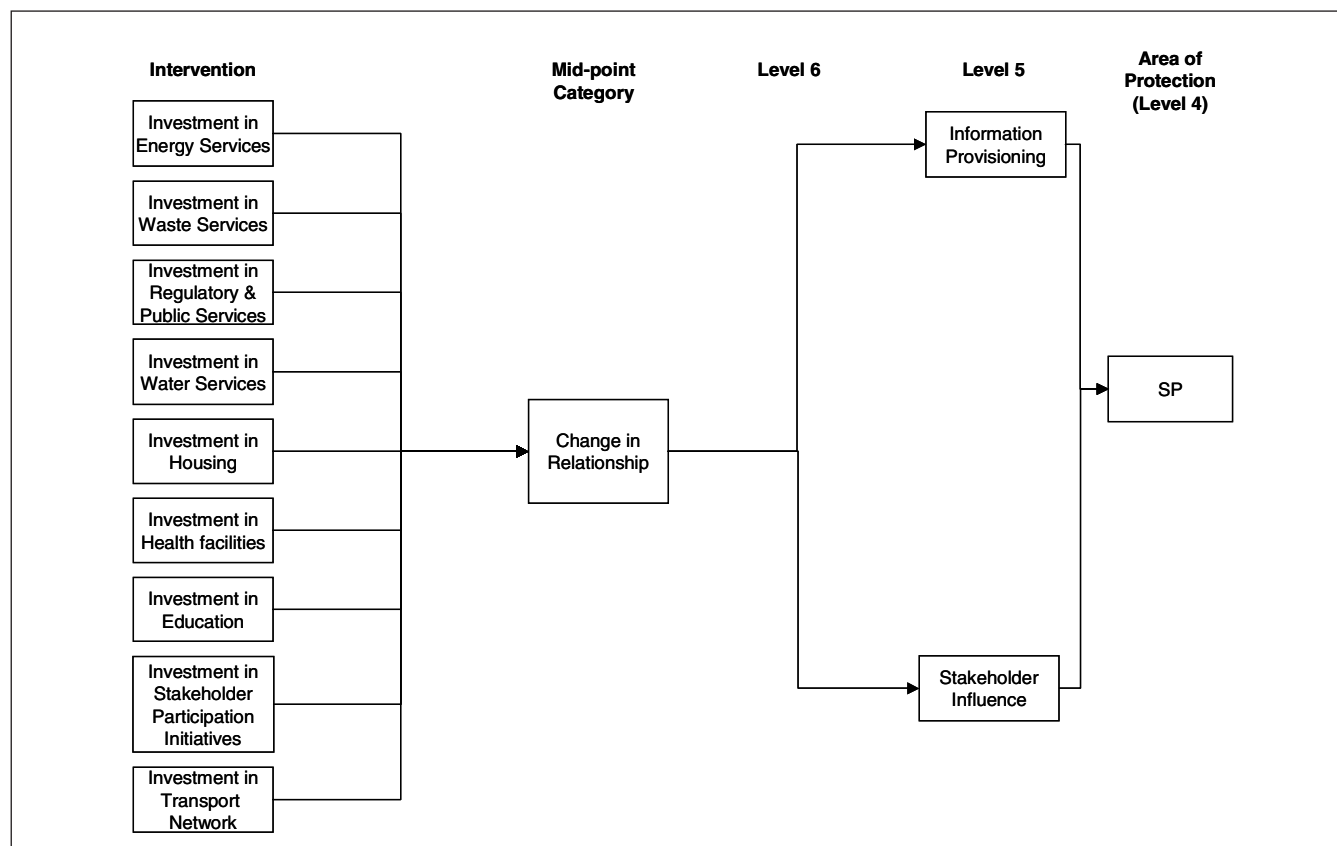 Intervention
Mid-point
Category
Level 6
Level 5
Area of
Protection
(Level 4)
Investment in
Energy Services
Investment in
Waste Services
Investment in
Regulatory &
Public Services
Investment in
Water Services
Investment in
Housing
Investment in
Health facilities
Investment in
Education
Investment in
Stakeholder
Participation
Initiatives
Investment in
Transport
Network
Change in
Relationship
Information
Provisioning
Stakeholder
Influence
SP